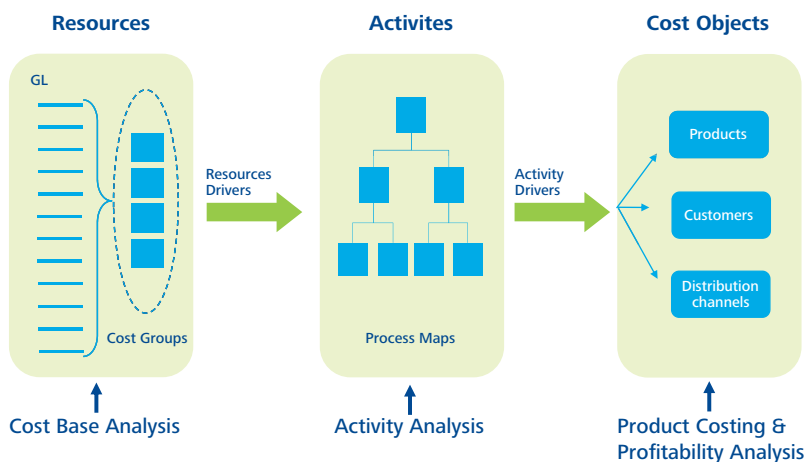 Resources
Activites
Cost Objects
GL
Cost Groups
Resources
Drivers
Process Maps
Activity
Drivers
Products
Customers
Distribution
channels
Cost Base Analysis
Activity Analysis
Product Costing &
Profitability Analysis